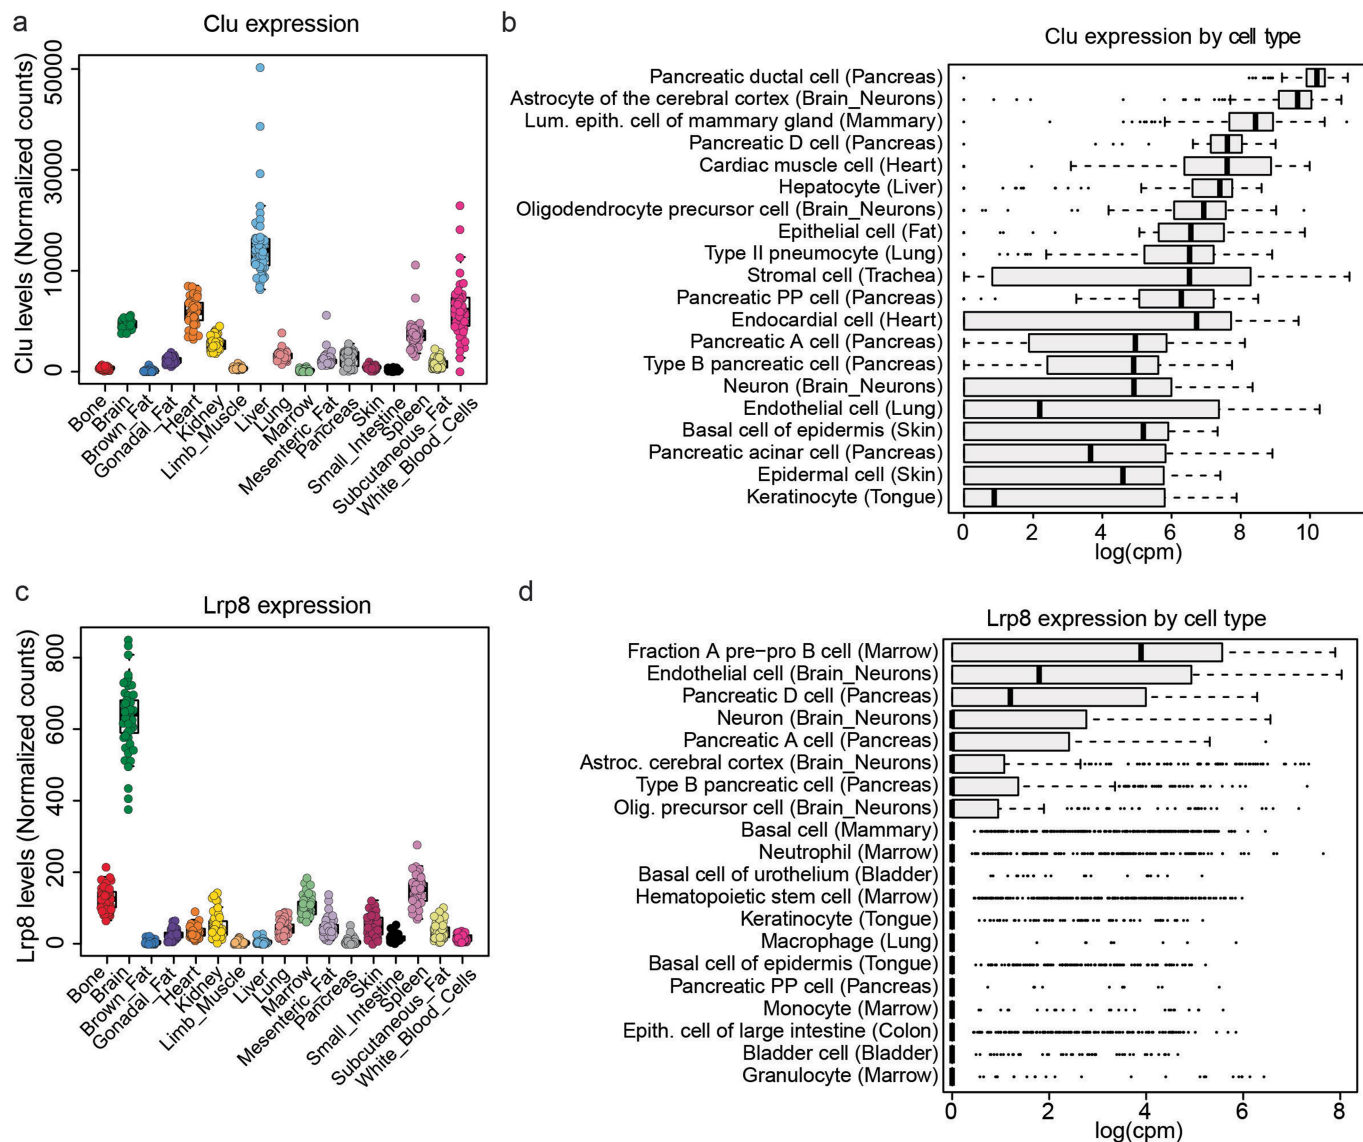 a
Clu expression
Clu levels (Normalized counts)
50000
30000
10000
0
Bone
Brain
Brown_Fat
Gonadal_Fat
Heart
Kidney
Limb_Muscle
Liver
Lung
Marrow
Mesenteric_Fat
Pancreas
Skin
Small_Intestine
Spleen
Subcutaneous_Fat
White_Blood_Cells
b
Clu expression by cell type
Pancreatic ductal cell (Pancreas)
Astrocyte of the cerebral cortex (Brain_Neurons)
Lum. epith. cell of mammary gland (Mammary)
Pancreatic D cell (Pancreas)
Cardiac muscle cell (Heart)
Hepatocyte (Liver)
Oligodendrocyte precursor cell (Brain_Neurons)
Epithelial cell (Fat)
Type II pneumocyte (Lung)
Stromal cell (Trachea)
Pancreatic PP cell (Pancreas)
Endocardial cell (Heart)
Pancreatic A cell (Pancreas)
Type B pancreatic cell (Pancreas)
Neuron (Brain_Neurons)
Endothelial cell (Lung)
Basal cell of epidermis (Skin)
Pancreatic acinar cell (Pancreas)
Epidermal cell (Skin)
Keratinocyte (Tongue)
0 2 4 6 8 10
log(cpm)
c
Lrp8 expression
Lrp8 levels (Normalized counts)
800
600
400
200
0
Bone
Brain
Brown_Fat
Gonadal_Fat
Heart
Kidney
Limb_Muscle
Liver
Lung
Marrow
Mesenteric_Fat
Pancreas
Skin
Small_Intestine
Spleen
Subcutaneous_Fat
White_Blood_Cells
d
Lrp8 expression by cell type
Fraction A pre−pro B cell (Marrow)
Endothelial cell (Brain_Neurons)
Pancreatic D cell (Pancreas)
Neuron (Brain_Neurons)
Pancreatic A cell (Pancreas)
Astroc. cerebral cortex (Brain_Neurons)
Type B pancreatic cell (Pancreas)
Olig. precursor cell (Brain_Neurons)
Basal cell (Mammary)
Neutrophil (Marrow)
Basal cell of urothelium (Bladder)
Hematopoietic stem cell (Marrow)
Keratinocyte (Tongue)
Macrophage (Lung)
Basal cell of epidermis (Tongue)
Pancreatic PP cell (Pancreas)
Monocyte (Marrow)
Epith. cell of large intestine (Colon)
Bladder cell (Bladder)
Granulocyte (Marrow)
0 2 4 6 8
log(cpm)